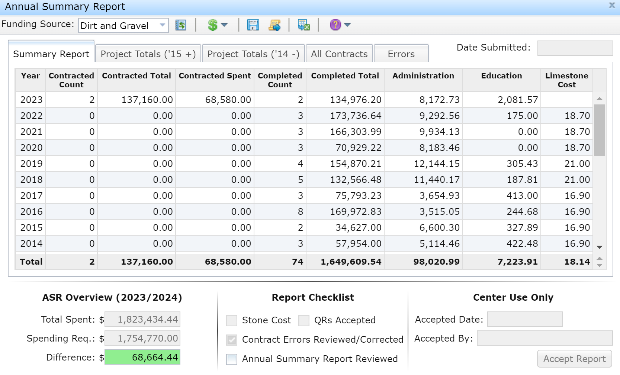 Annual Summary Report
Funding Source: Dirt and Gravel
Summary Report Project Totals ('15 +) Project Totals ('14 -) All Contracts Errors Date Submitted:
Year Contracted Count Contracted Total Contracted Spent Completed Count Completed Total Administration Education Limestone Cost
2023 2 137,160.00 68,580.00 2 134,976.20 8,172.73 2,081.57
2022 0 0.00 0.00 3 173,736.64 9,292.56 175.00 18.70
2021 0 0.00 0.00 3 166,303.99 9,934.13 0.00 18.70
2020 0 0.00 0.00 3 70,929.22 8,183.46 0.00 18.70
2019 0 0.00 0.00 4 154,870.21 12,144.15 305.43 21.00
2018 0 0.00 0.00 5 132,566.48 11,440.17 187.81 21.00
2017 0 0.00 0.00 3 75,793.23 3,654.93 413.00 16.90
2016 0 0.00 0.00 8 169,972.83 3,515.05 244.68 16.90
2015 0 0.00 0.00 2 34,627.00 6,600.30 327.89 16.90
2014 0 0.00 0.00 3 57,954.00 5,114.46 422.48 16.90
Total 2 137,160.00 68,580.00 74 1,649,609.54 98,020.99 7,223.91 18.14
ASR Overview (2023/2024) Report Checklist Center Use Only
Total Spent: $ 1,823,434.44 Stone Cost QRs Accepted Accepted Date:
Spending Req.: $ 1,754,770.00 Contract Errors Reviewed/Corrected Accepted By:
Difference: $ 68,664.44 Annual Summary Report Reviewed Accept Report